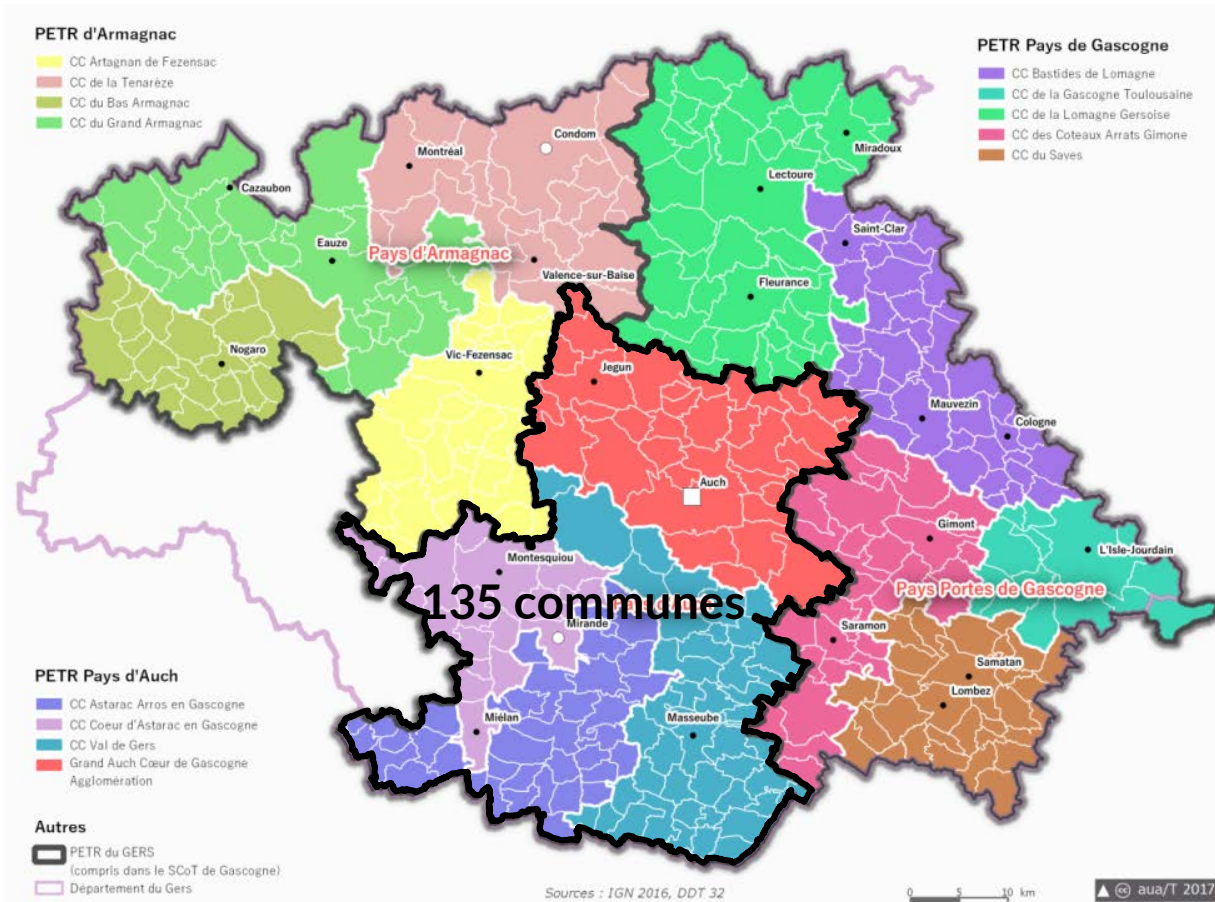 PETR d'Armagnac
CC Artagnan de Fezensac
CC de la Tenarèze
CC du Bas Armagnac
CC du Grand Armagnac
PETR Pays de Gascogne
CC Bastides de Lomagne
CC de la Gascogne Toulousaine
CC de la Lomagne Gersoise
CC des Coteaux Arrats Gimone
CC du Saves
Condom
Miradoux
Montréal
Cazaubon
Lectoure
Saint-Clar
Eauze
Pays d'Armagnac
Valence-sur-Baïse
Fleurance
Nogaro
Vic-Fezensac
Jegun
Mauvezin
Cologne
Auch
Gimont
L'Isle-Jourdain
Montesquiou
Pays Portes de Gascogne
135 communes
Mirande
Saramon
Samatan
Lombez
Miélan
Masseube
PETR Pays d'Auch
CC Astarac Arros en Gascogne
CC Coeur d'Astarac en Gascogne
CC Val de Gers
Grand Auch Cœur de Gascogne
Agglomération
Autres
PETR du GERS
(compris dans le SCoT de Gascogne)
Département du Gers
Sources : IGN 2016, DDT 32
0 5 10 km
cc aua/T 2017